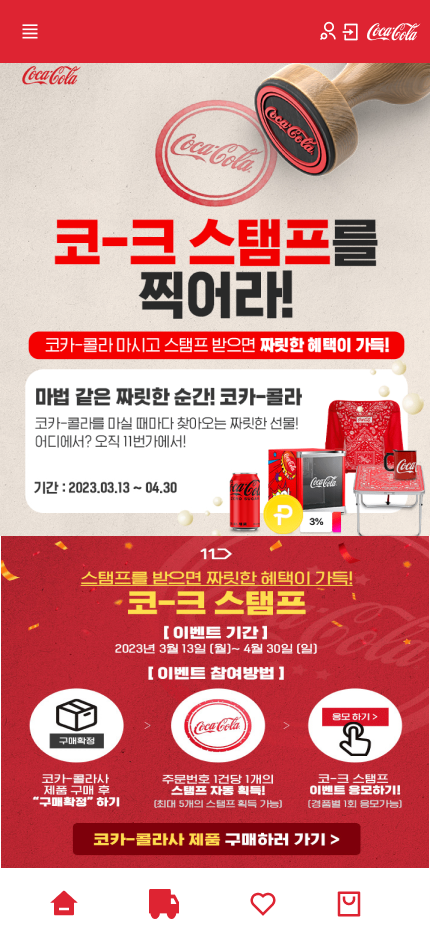 Coca-Cola
Coca-Cola
Coca-Cola
Coca-Cola
코-크 스탬프를
찍어라!
코카-콜라 마시고 스탬프 받으면 짜릿한 혜택이 가득!
마법 같은 짜릿한 순간! 코카-콜라
코카-콜라를 마실 때마다 찾아오는 짜릿한 선물!
어디에서? 오직 11번가에서!
기간 : 2023.03.13 ~ 04.30
P
3%
11
스탬프를 받으면 짜릿한 혜택이 가득!
코-크 스탬프
[ 이벤트 기간 ]
2023년 3월 13일 (월)~ 4월 30일 (일)
[ 이벤트 참여방법 ]
구매확정
>
Coca-Cola
>
응모 하기 >
코카-콜라사
제품 구매 후
“구매확정” 하기
주문번호 1건당 1개의
스탬프 자동 획득!
(최대 5개의 스탬프 획득 가능)
코-크 스탬프
이벤트 응모하기!
(경품별 1회 응모가능)
코카-콜라사 제품 구매하러 가기 >